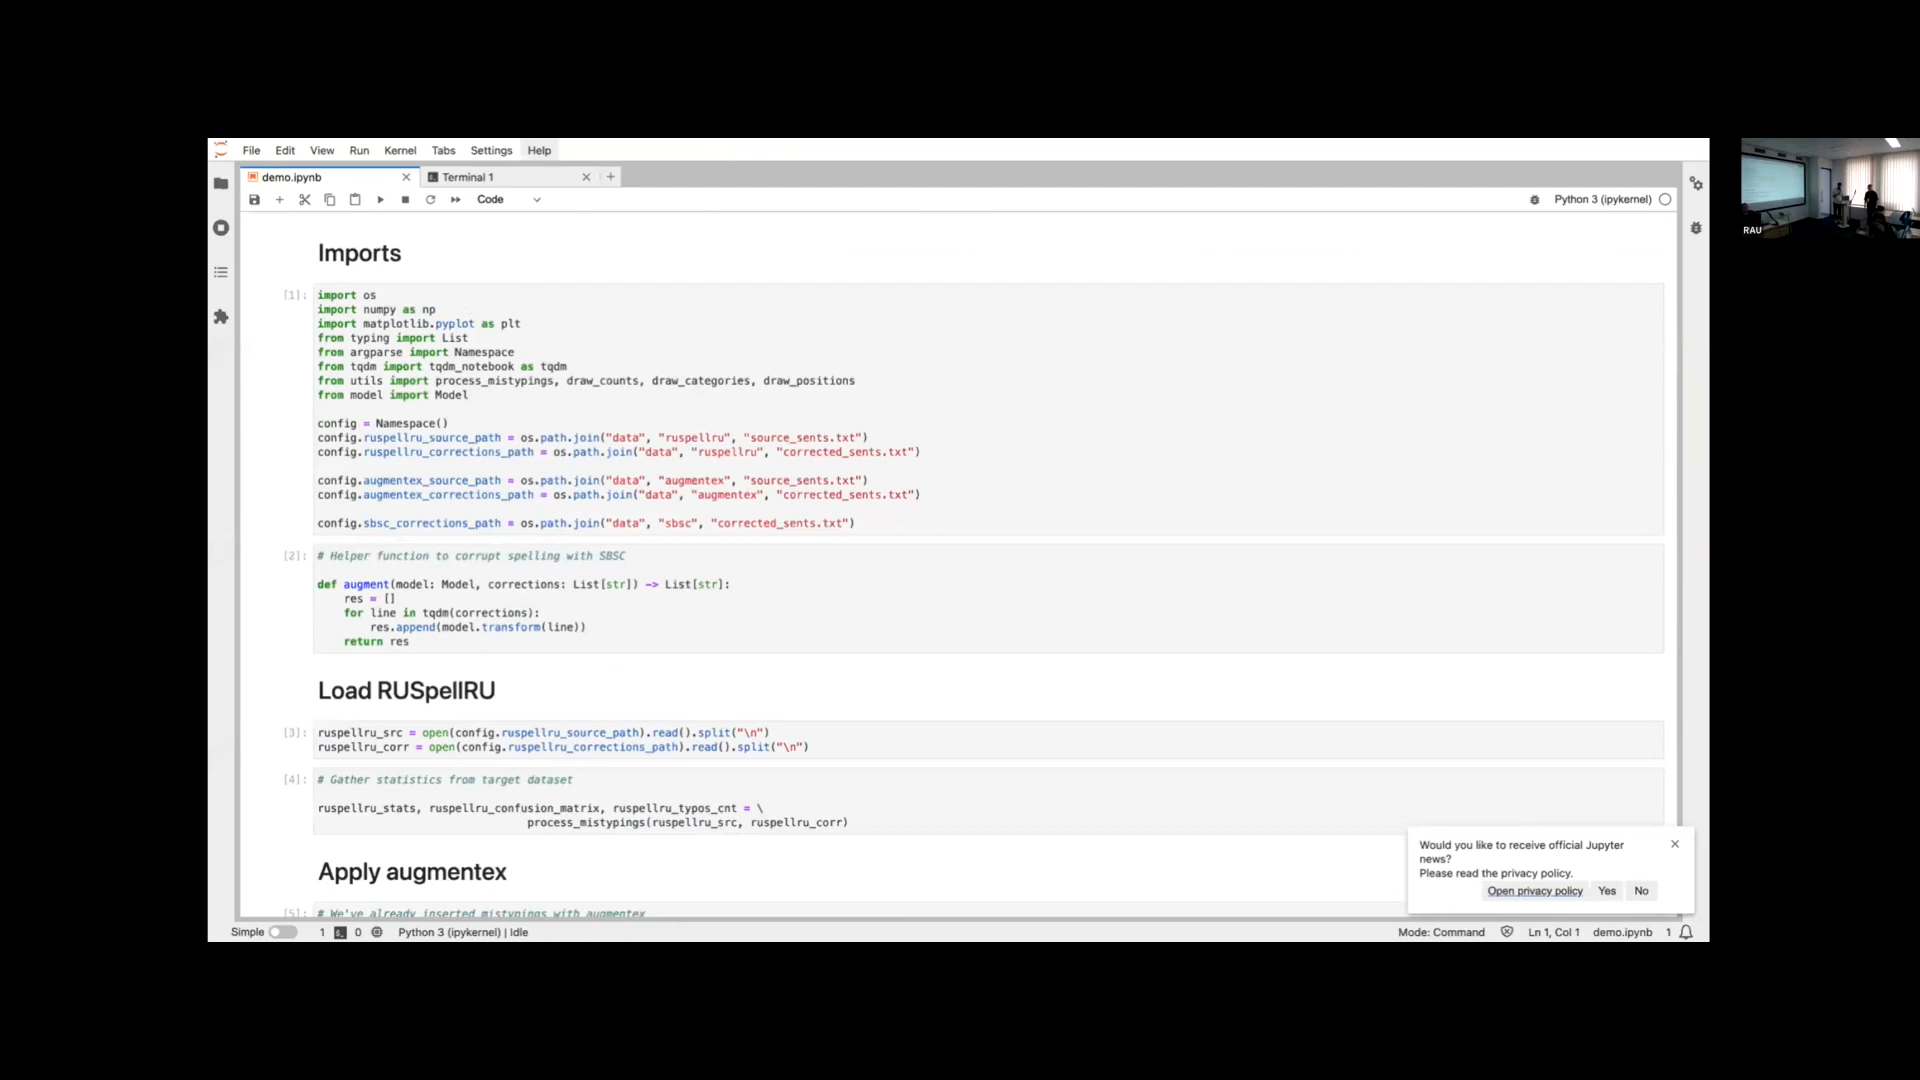 File Edit View Run Kernel Tabs Settings Help
demo.ipynb
Terminal 1
Code
Python 3 (ipykernel)
RAU
Imports
[1]:
import os
import numpy as np
import matplotlib.pyplot as plt
from typing import List
from argparse import Namespace
from tqdm import tqdm_notebook as tqdm
from utils import process_mistypings, draw_counts, draw_categories, draw_positions
from model import Model
config = Namespace()
config.ruspellru_source_path = os.path.join("data", "ruspellru", "source_sents.txt")
config.ruspellru_corrections_path = os.path.join("data", "ruspellru", "corrected_sents.txt")
config.augmentex_source_path = os.path.join("data", "augmentex", "source_sents.txt")
config.augmentex_corrections_path = os.path.join("data", "augmentex", "corrected_sents.txt")
config.sbsc_corrections_path = os.path.join("data", "sbsc", "corrected_sents.txt")
[2]:
# Helper function to corrupt spelling with SBSC
def augment(model: Model, corrections: List[str]) -> List[str]:
res = []
for line in tqdm(corrections):
res.append(model.transform(line))
return res
Load RUSpellRU
[3]:
ruspellru_src = open(config.ruspellru_source_path).read().split("\n")
ruspellru_corr = open(config.ruspellru_corrections_path).read().split("\n")
[4]:
# Gather statistics from target dataset
ruspellru_stats, ruspellru_confusion_matrix, ruspellru_typos_cnt = \
process_mistypings(ruspellru_src, ruspellru_corr)
Apply augmentex
[5]:
# We've already inserted mistypings with augmentex
Would you like to receive official Jupyter
news?
Please read the privacy policy.
Open privacy policy Yes No
Simple 1 0 Python 3 (ipykernel) | Idle
Mode: Command Ln 1, Col 1 demo.ipynb 1